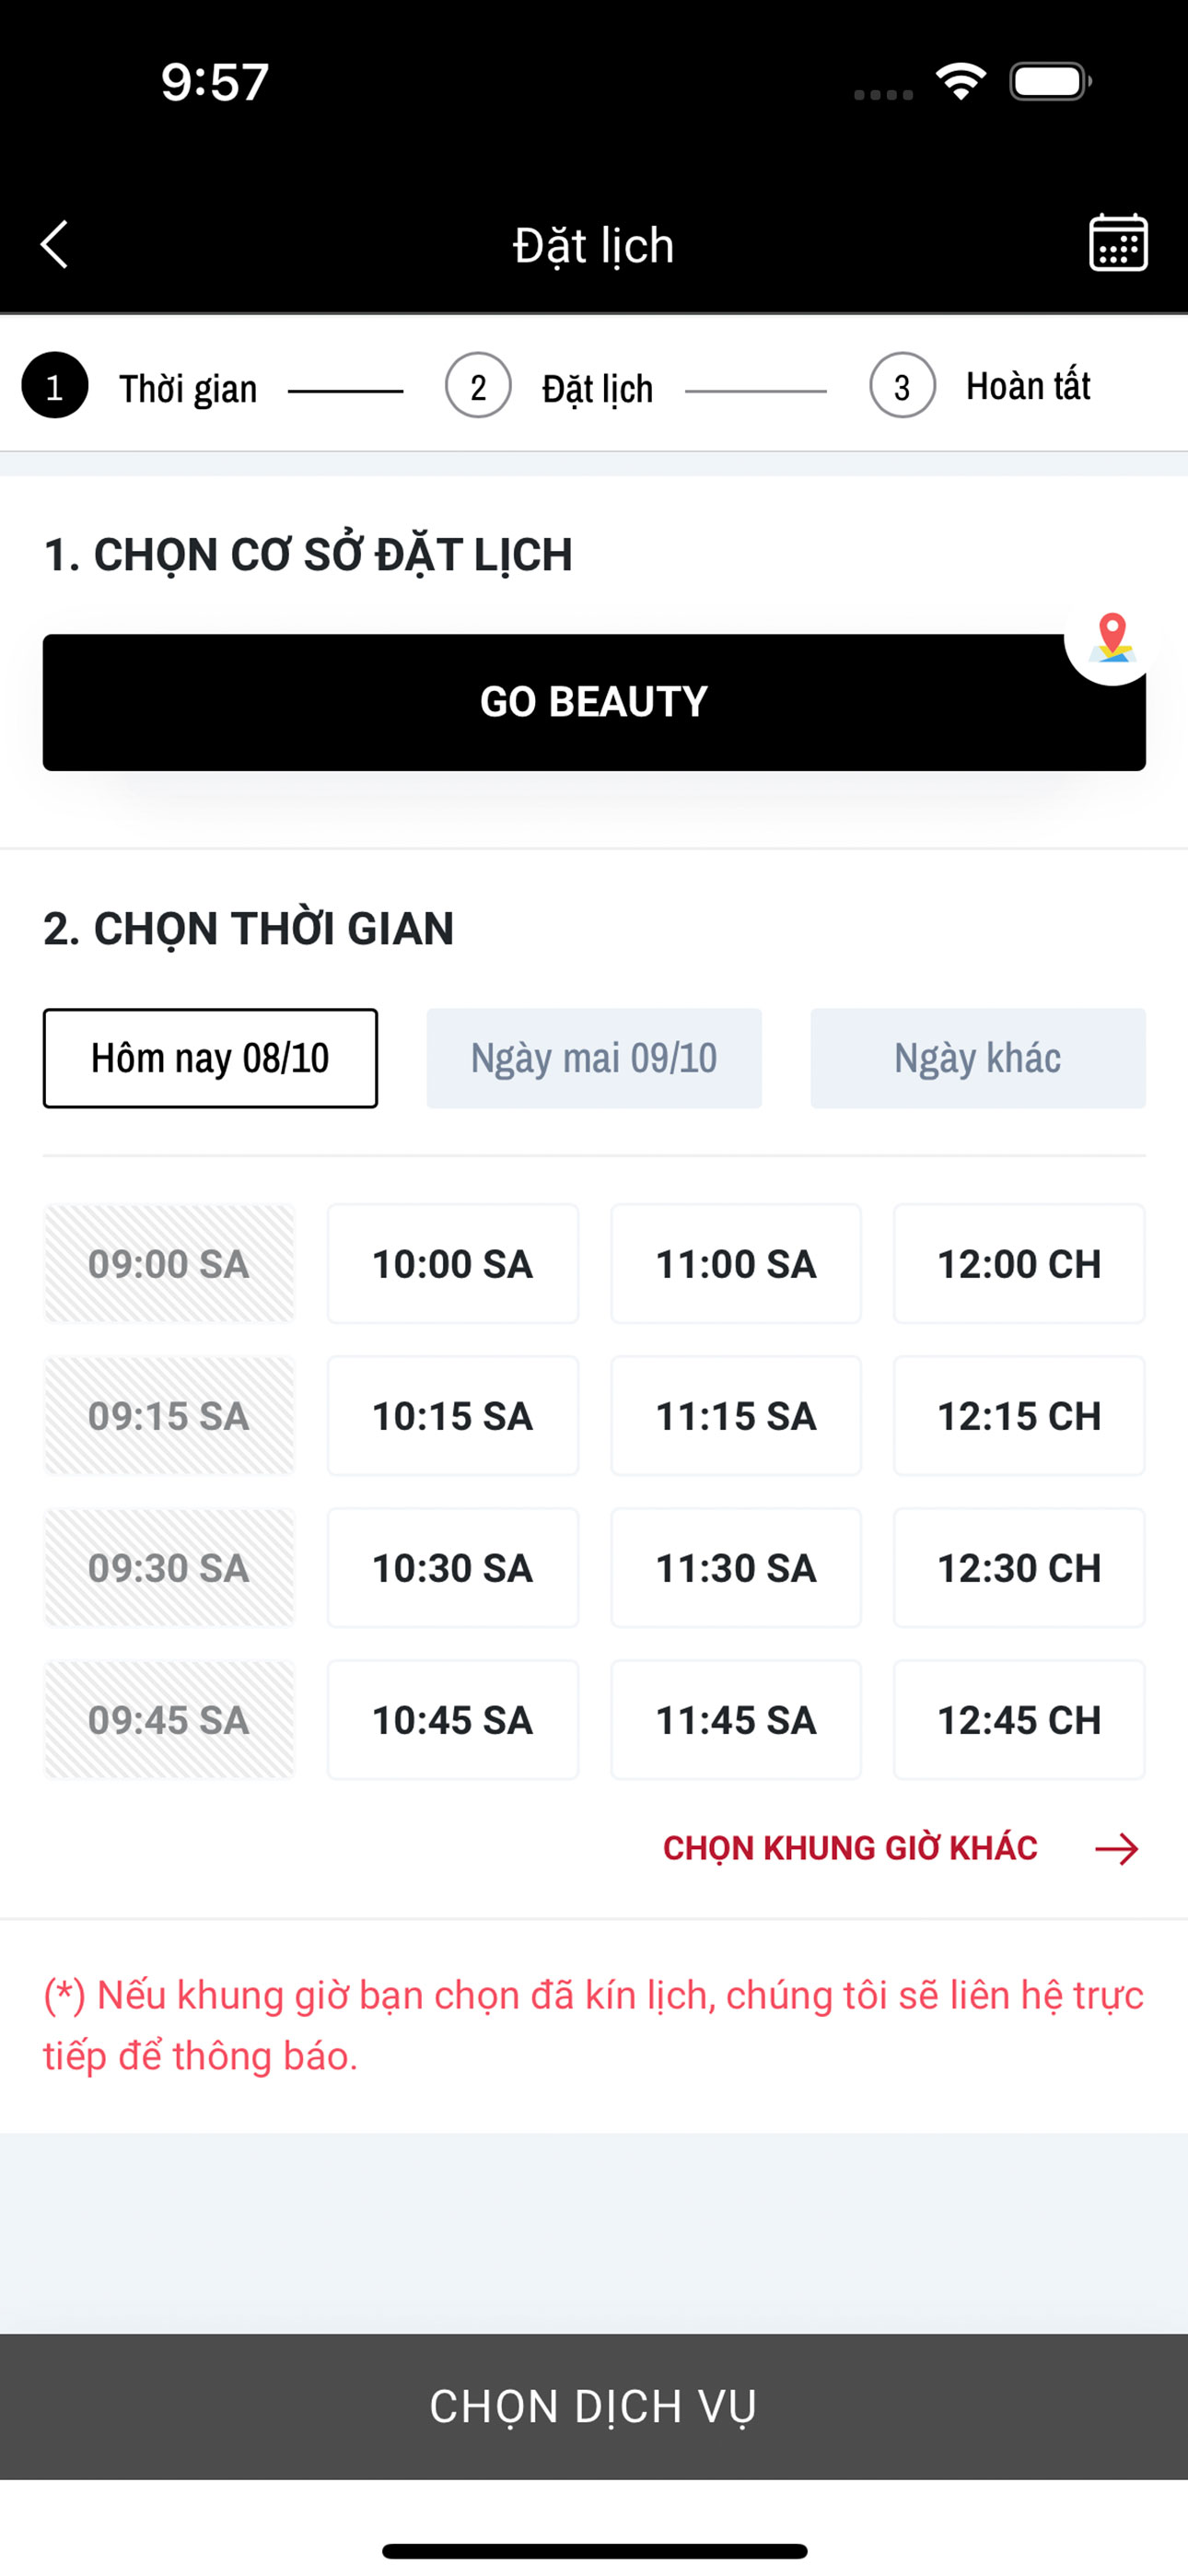 9:57
Đặt lịch
1 Thời gian 2 Đặt lịch 3 Hoàn tất
1. CHỌN CƠ SỞ ĐẶT LỊCH
GO BEAUTY
2. CHỌN THỜI GIAN
Hôm nay 08/10 Ngày mai 09/10 Ngày khác
09:00 SA 10:00 SA 11:00 SA 12:00 CH
09:15 SA 10:15 SA 11:15 SA 12:15 CH
09:30 SA 10:30 SA 11:30 SA 12:30 CH
09:45 SA 10:45 SA 11:45 SA 12:45 CH
CHỌN KHUNG GIỜ KHÁC
(*) Nếu khung giờ bạn chọn đã kín lịch, chúng tôi sẽ liên hệ trực
tiếp để thông báo.
CHỌN DỊCH VỤ